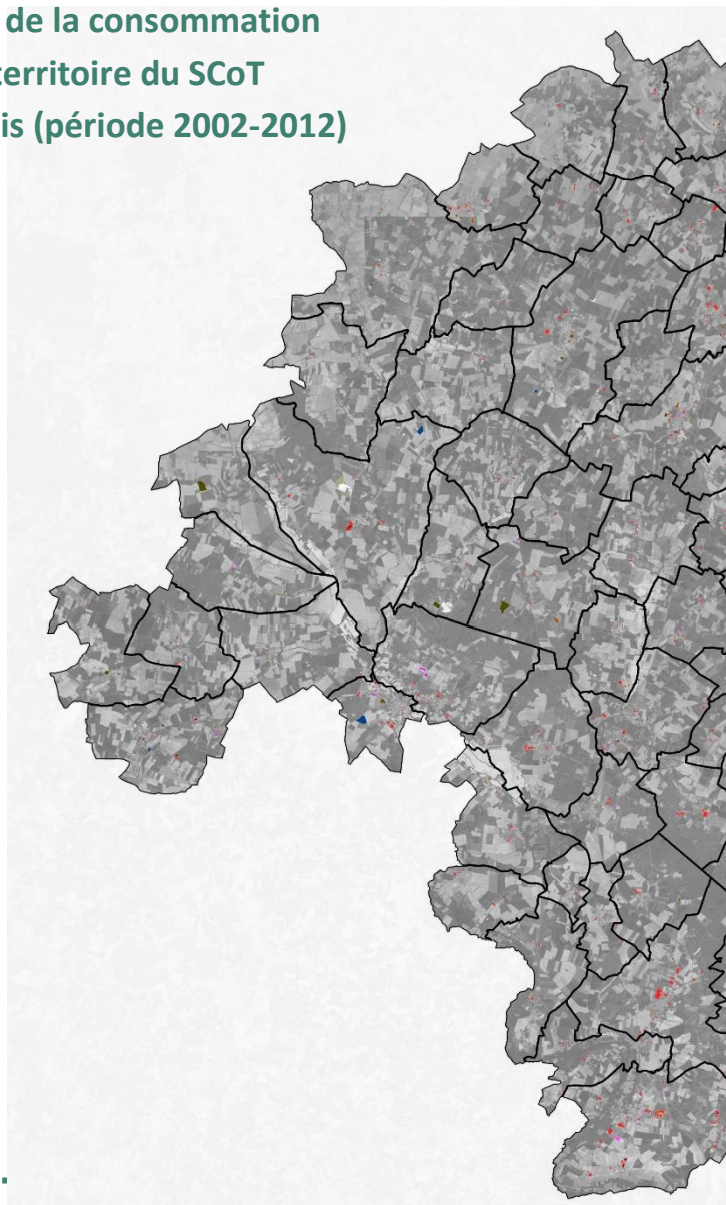 de la consommation
territoire du SCoT
is (période 2002-2012)